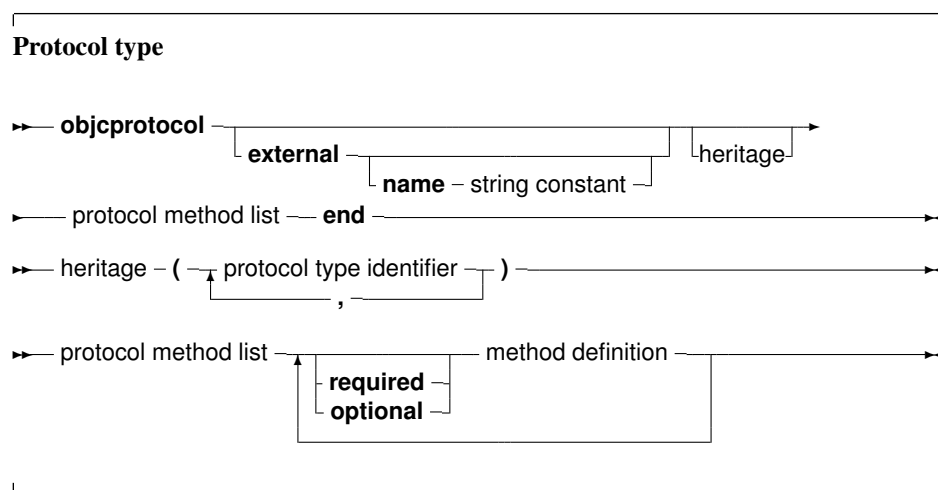 Protocol type
objcprotocol
external
heritage
name string constant
protocol method list end
heritage ( protocol type identifier )
,
protocol method list method definition
required
optional